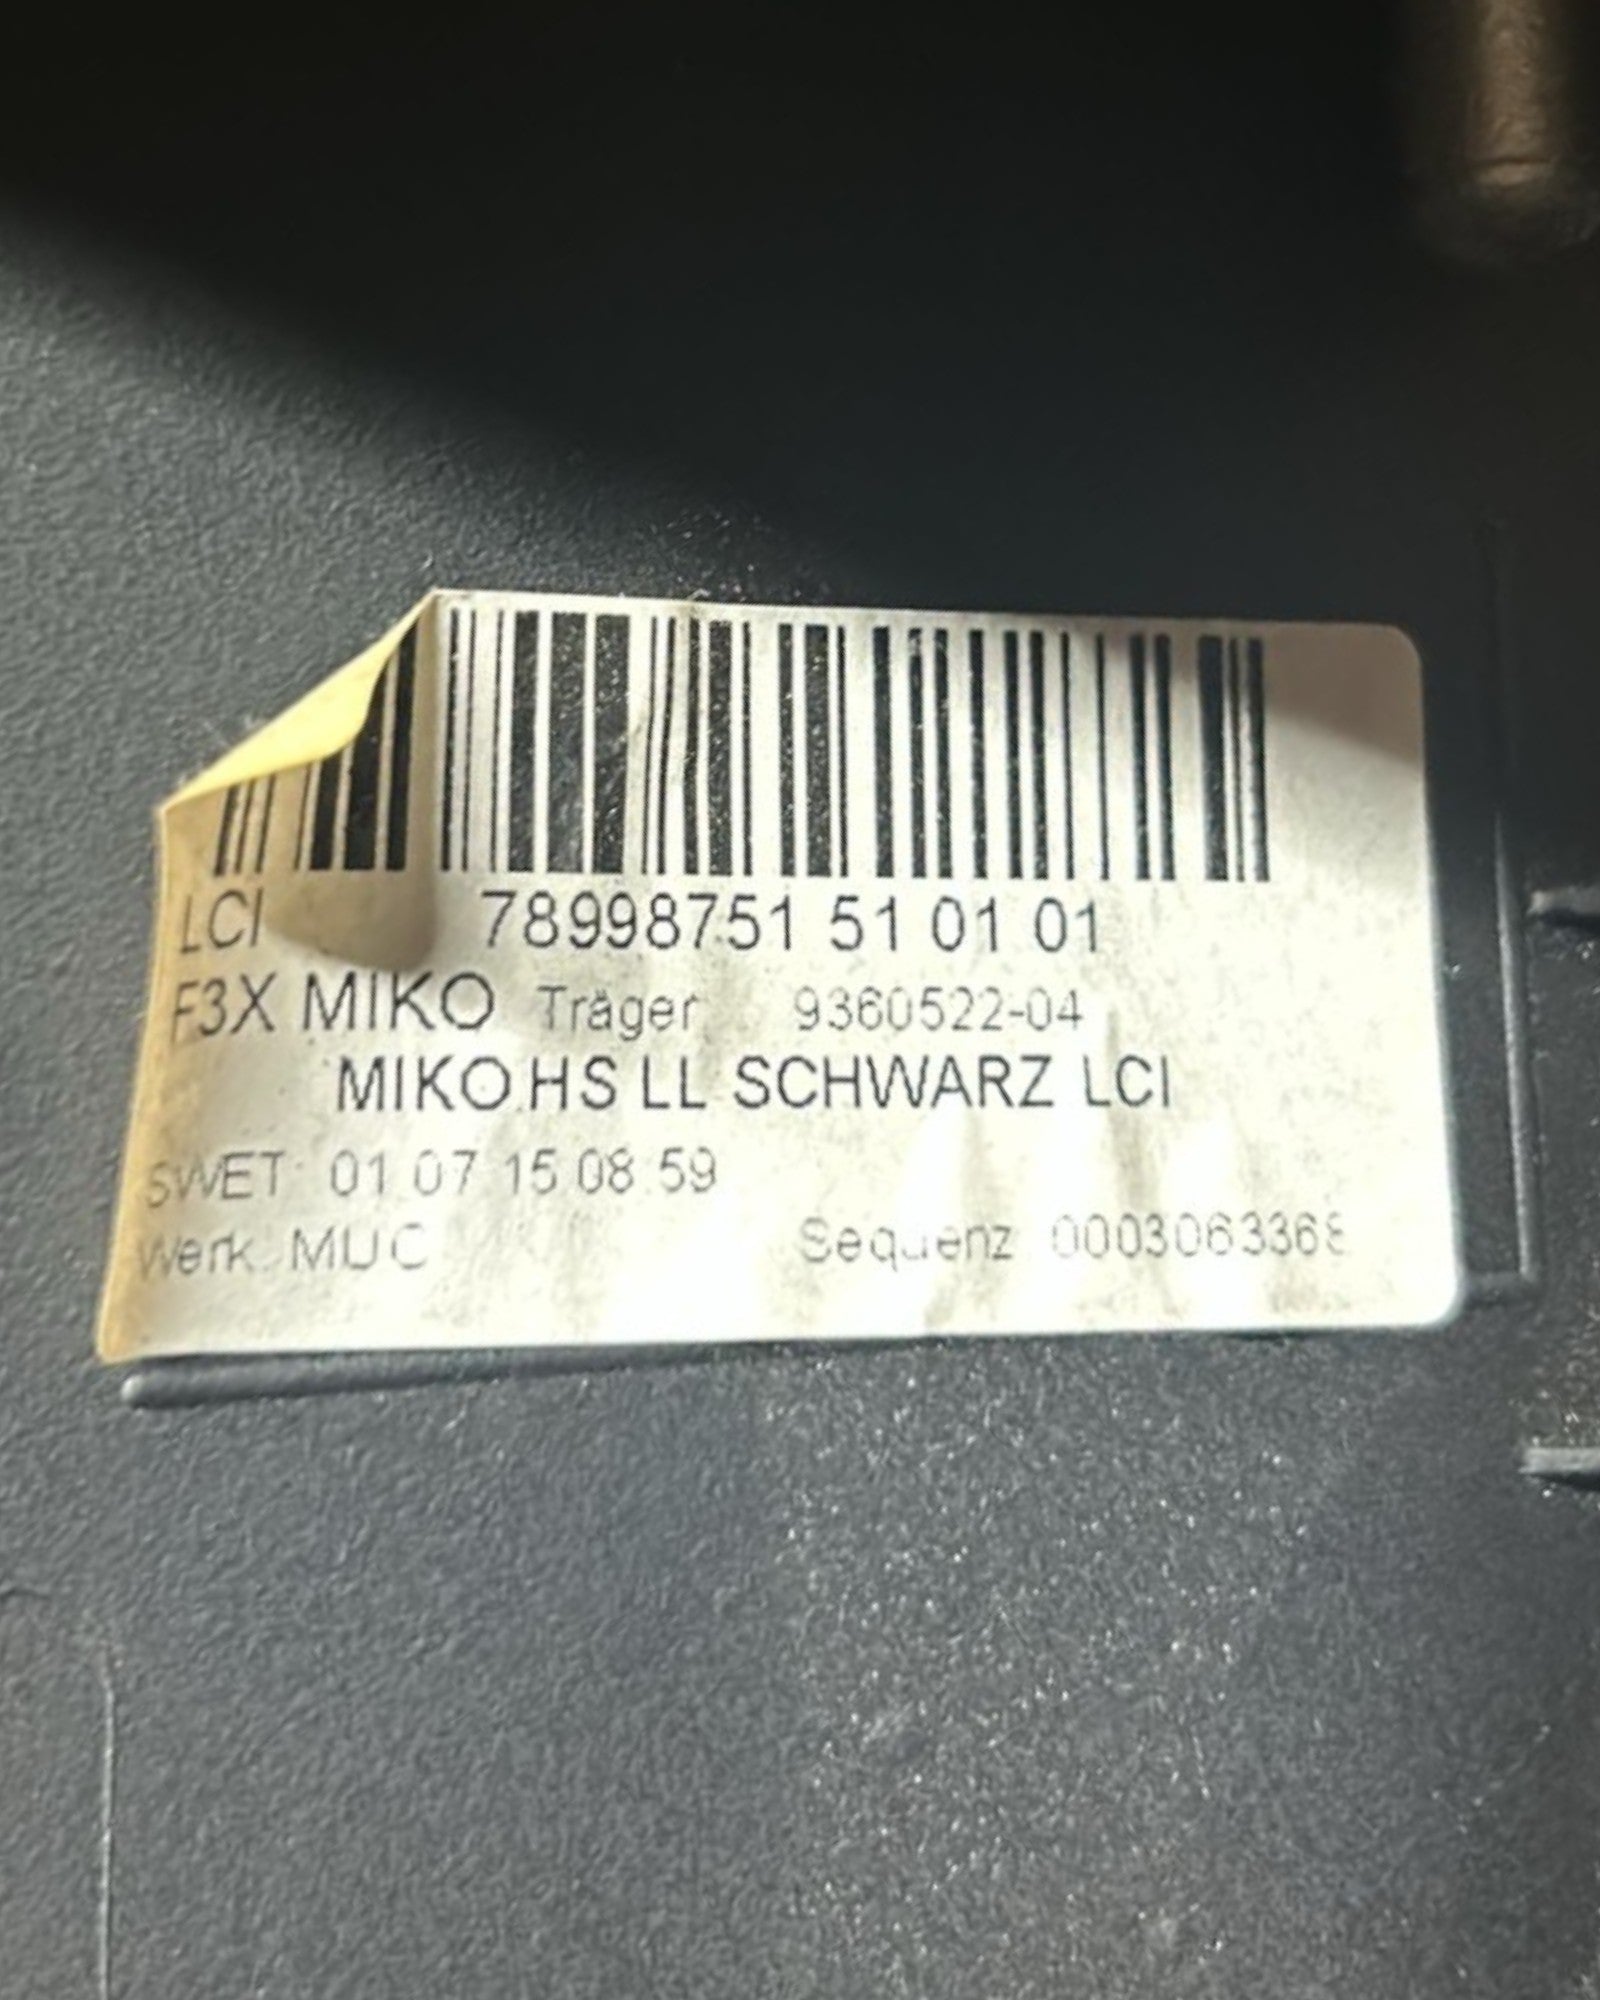 LCI 78998751 51 01 01
F3X MIKO Träger 9360522-04
MIKO HS LL SCHWARZ LCI
SWET: 01.07.15 08:59
Werk: MUC Sequenz: 0003063368